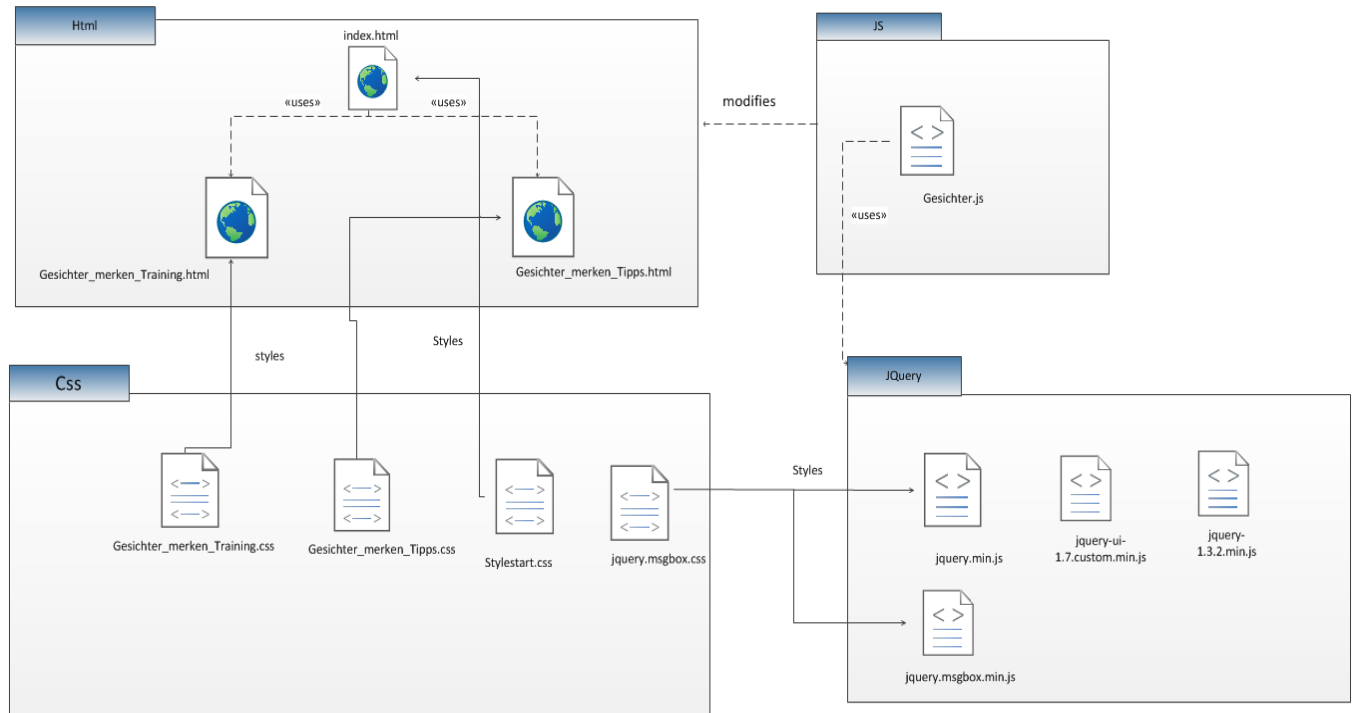 Html
index.html
«uses»
«uses»
Gesichter_merken_Training.html
Gesichter_merken_Tipps.html
modifies
JS
Gesichter.js
«uses»
styles
Styles
Css
Gesichter_merken_Training.css
Gesichter_merken_Tipps.css
Stylestart.css
jquery.msgbox.css
Styles
JQuery
jquery.min.js
jquery-ui-
1.7.custom.min.js
jquery-
1.3.2.min.js
jquery.msgbox.min.js